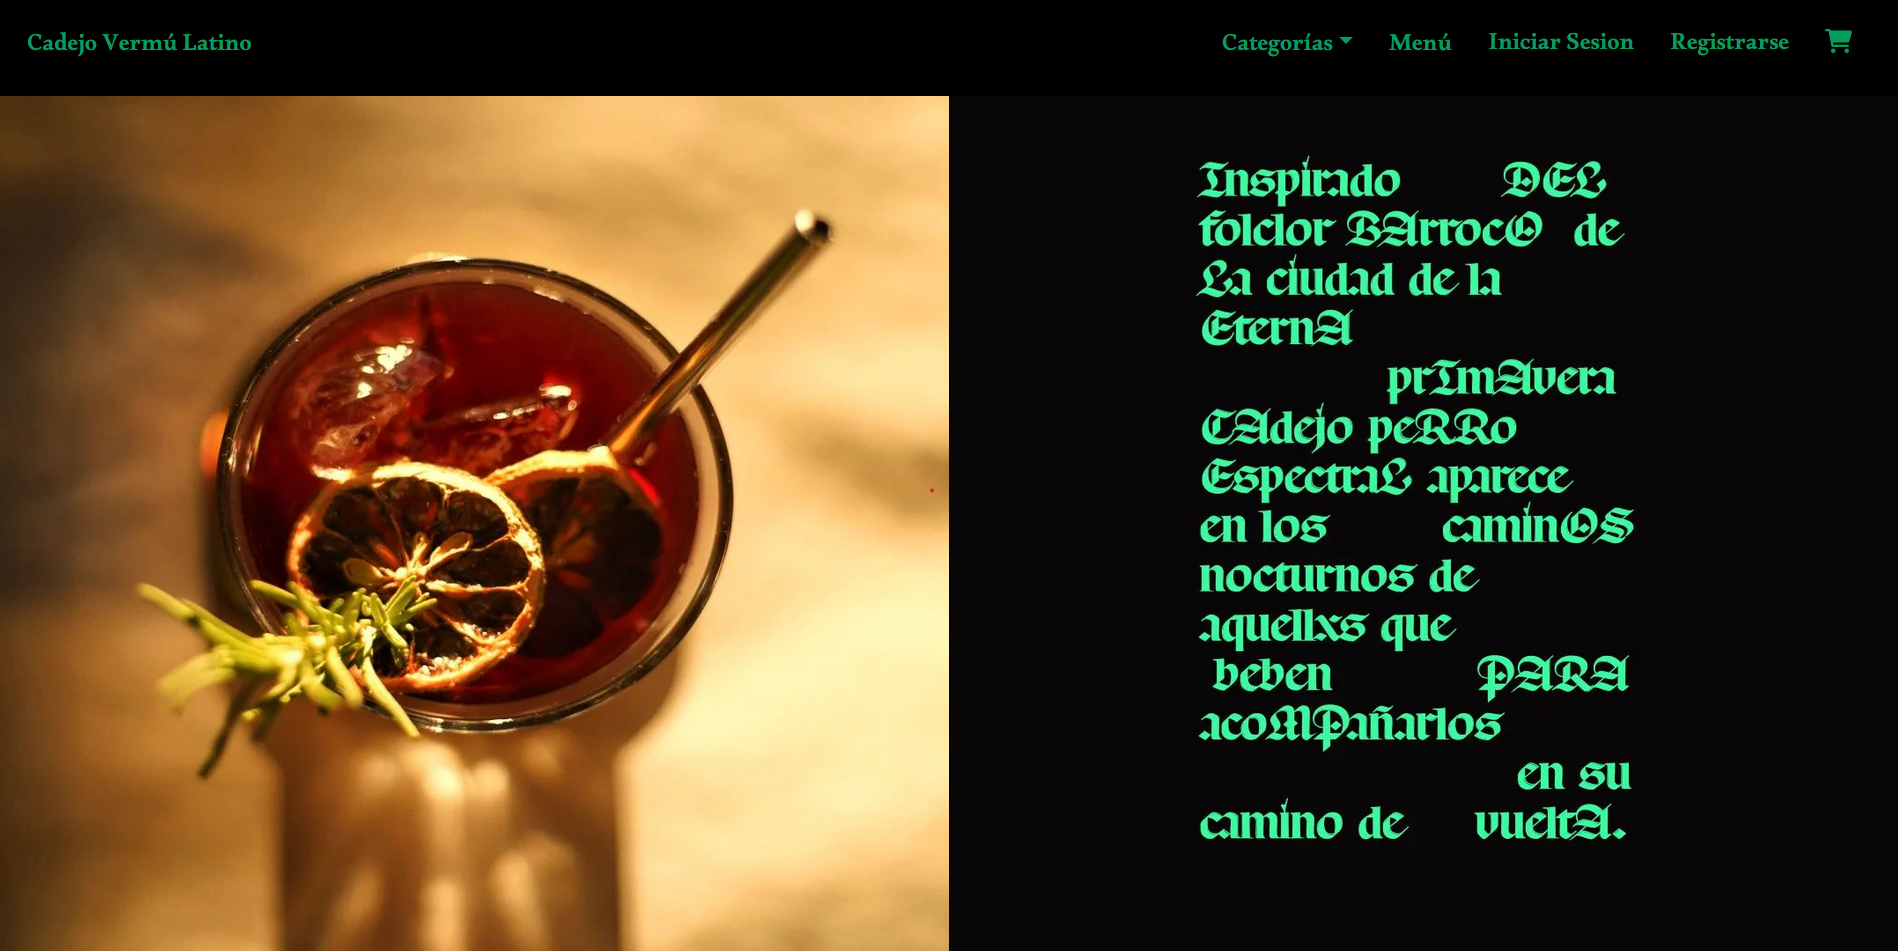 Cadejo Vermú Latino
Categorías Menú Iniciar Sesion Registrarse
Inspirado DEL
folclor BArrocO de
La ciudad de la
EternA
prImAvera
CAdejo peRRo
EspectraL aparece
en los caminOS
nocturnos de
aquellxs que
beben PARA
acoMPañarlos
en su
camino de vueltA.